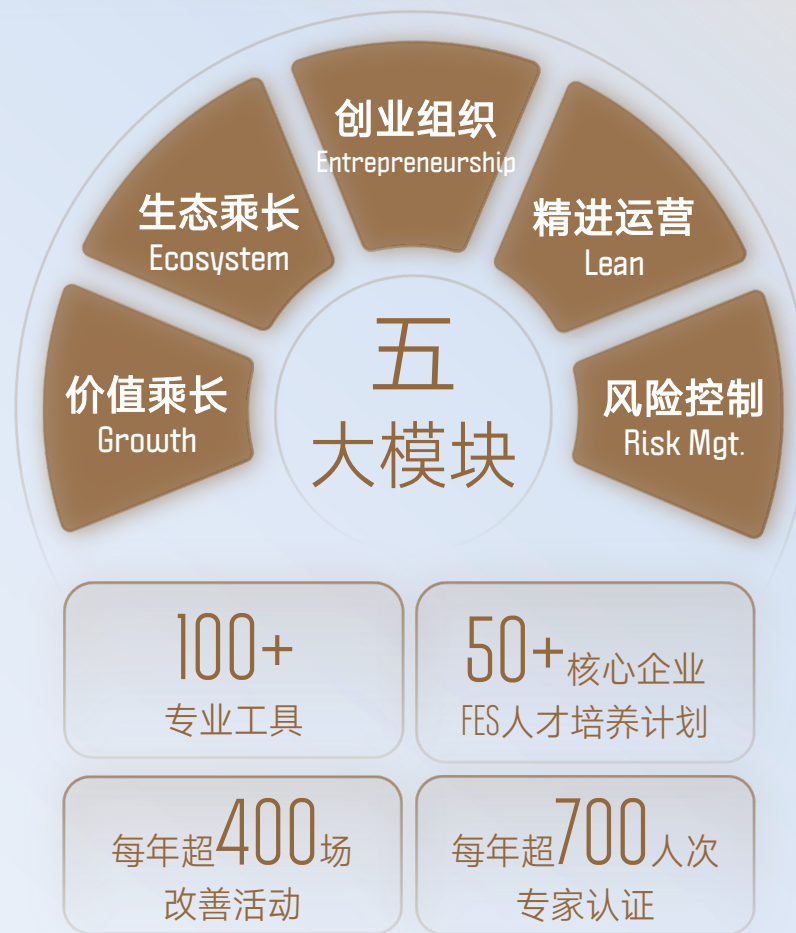 创业组织
Entrepreneurship
生态乘长
Ecosystem
精进运营
Lean
价值乘长
Growth
五
大模块
风险控制
Risk Mgt.
100+
专业工具
50+核心企业
FES人才培养计划
每年超400场
改善活动
每年超700人次
专家认证